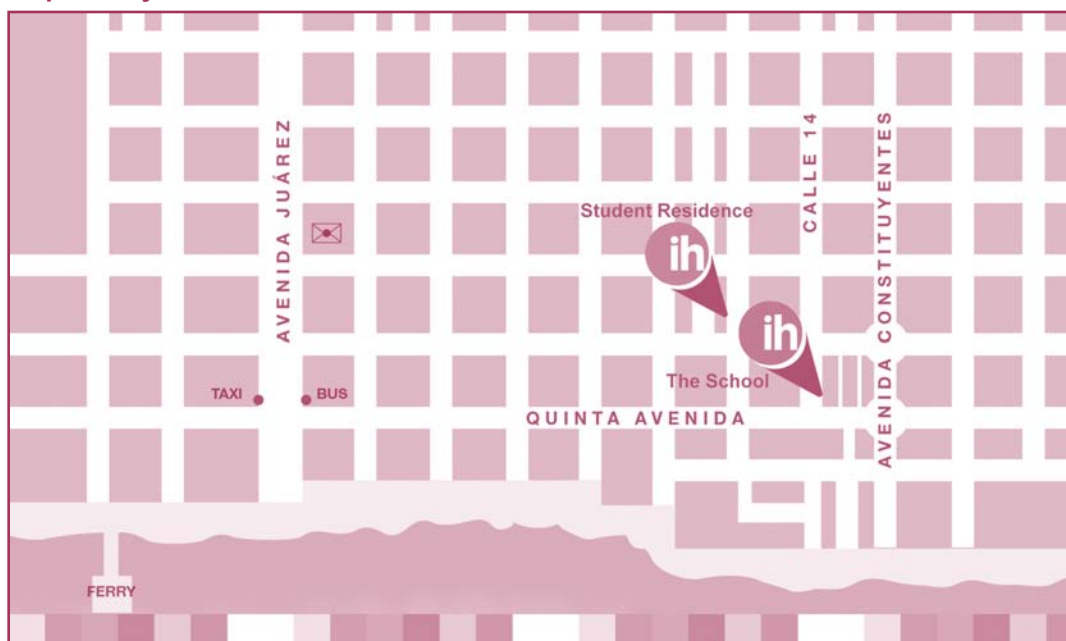 AVENIDA JUÁREZ
CALLE 14
AVENIDA CONSTITUYENTES
Student Residence
ih
ih
The School
TAXI
BUS
QUINTA AVENIDA
FERRY